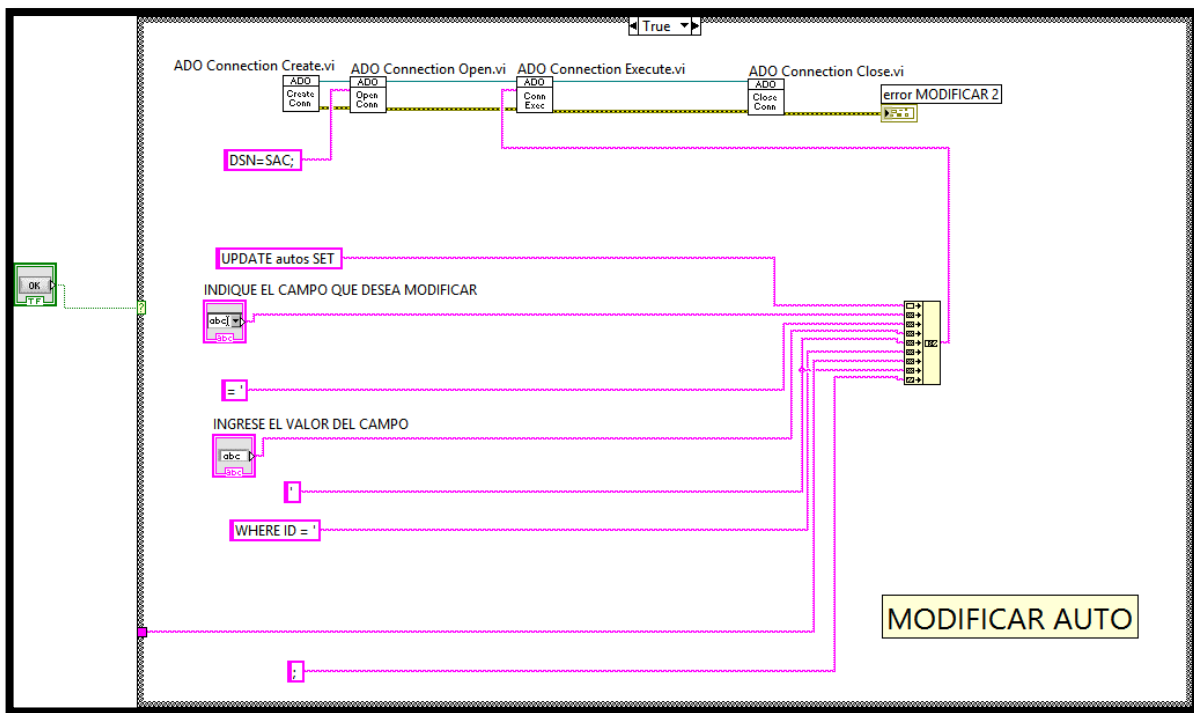 True
ADO Connection Create.vi
ADO Connection Open.vi
ADO Connection Execute.vi
ADO Connection Close.vi
ADO
Create
Conn
ADO
Open
Conn
ADO
Conn
Exec
ADO
Close
Conn
error MODIFICAR 2
DSN=SAC;
UPDATE autos SET
INDIQUE EL CAMPO QUE DESEA MODIFICAR
abc
abc
OK
TF
?
= '
INGRESE EL VALOR DEL CAMPO
abc
abc
'
WHERE ID = '
MODIFICAR AUTO
;